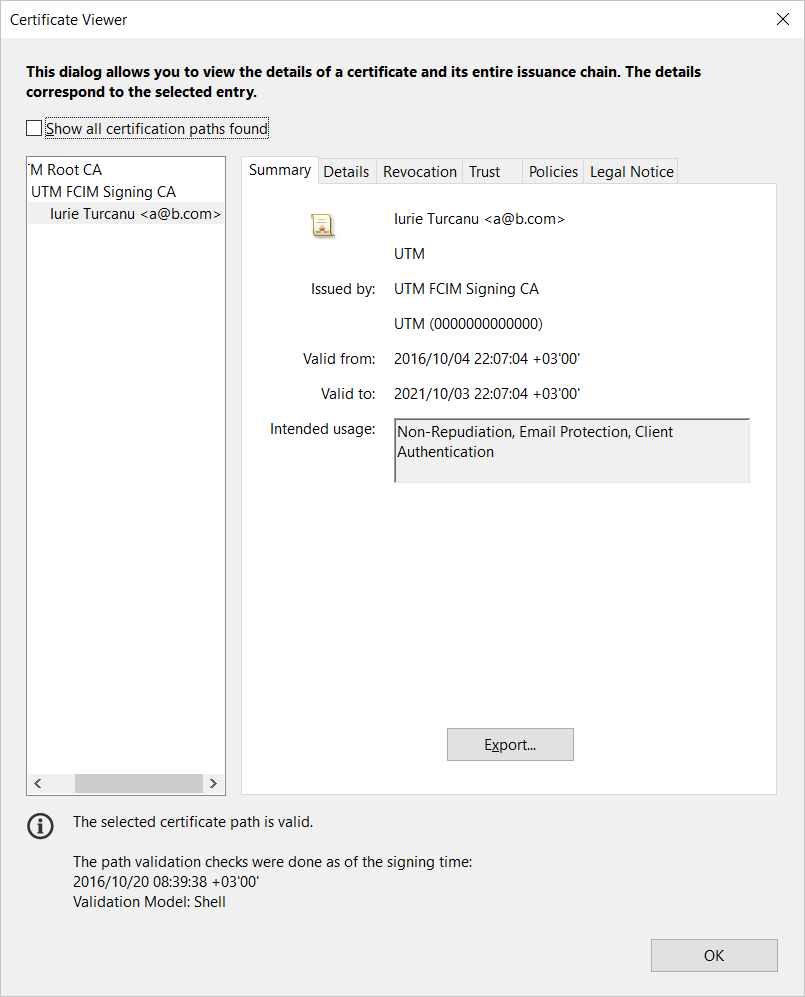 Certificate Viewer
This dialog allows you to view the details of a certificate and its entire issuance chain. The details
correspond to the selected entry.
Show all certification paths found
M Root CA
UTM FCIM Signing CA
Iurie Turcanu <a@b.com>
Summary Details Revocation Trust Policies Legal Notice
Iurie Turcanu <a@b.com>
UTM
Issued by: UTM FCIM Signing CA
UTM (0000000000000)
Valid from: 2016/10/04 22:07:04 +03'00'
Valid to: 2021/10/03 22:07:04 +03'00'
Intended usage: Non-Repudiation, Email Protection, Client
Authentication
Export...
The selected certificate path is valid.
The path validation checks were done as of the signing time:
2016/10/20 08:39:38 +03'00'
Validation Model: Shell
OK